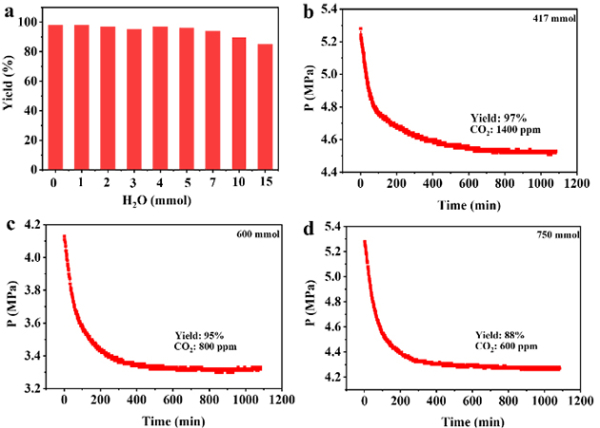 a
Yield (%)
100
80
60
40
20
0
0 1 2 3 4 5 7 10 15
H2O (mmol)
b
417 mmol
P (MPa)
5.4
5.2
5.0
4.8
4.6
4.4
Yield: 97%
CO2: 1400 ppm
0 200 400 600 800 1000 1200
Time (min)
c
600 mmol
P (MPa)
4.2
4.0
3.8
3.6
3.4
3.2
Yield: 95%
CO2: 800 ppm
0 200 400 600 800 1000 1200
Time (min)
d
750 mmol
P (MPa)
5.4
5.2
5.0
4.8
4.6
4.4
4.2
Yield: 88%
CO2: 600 ppm
0 200 400 600 800 1000 1200
Time (min)